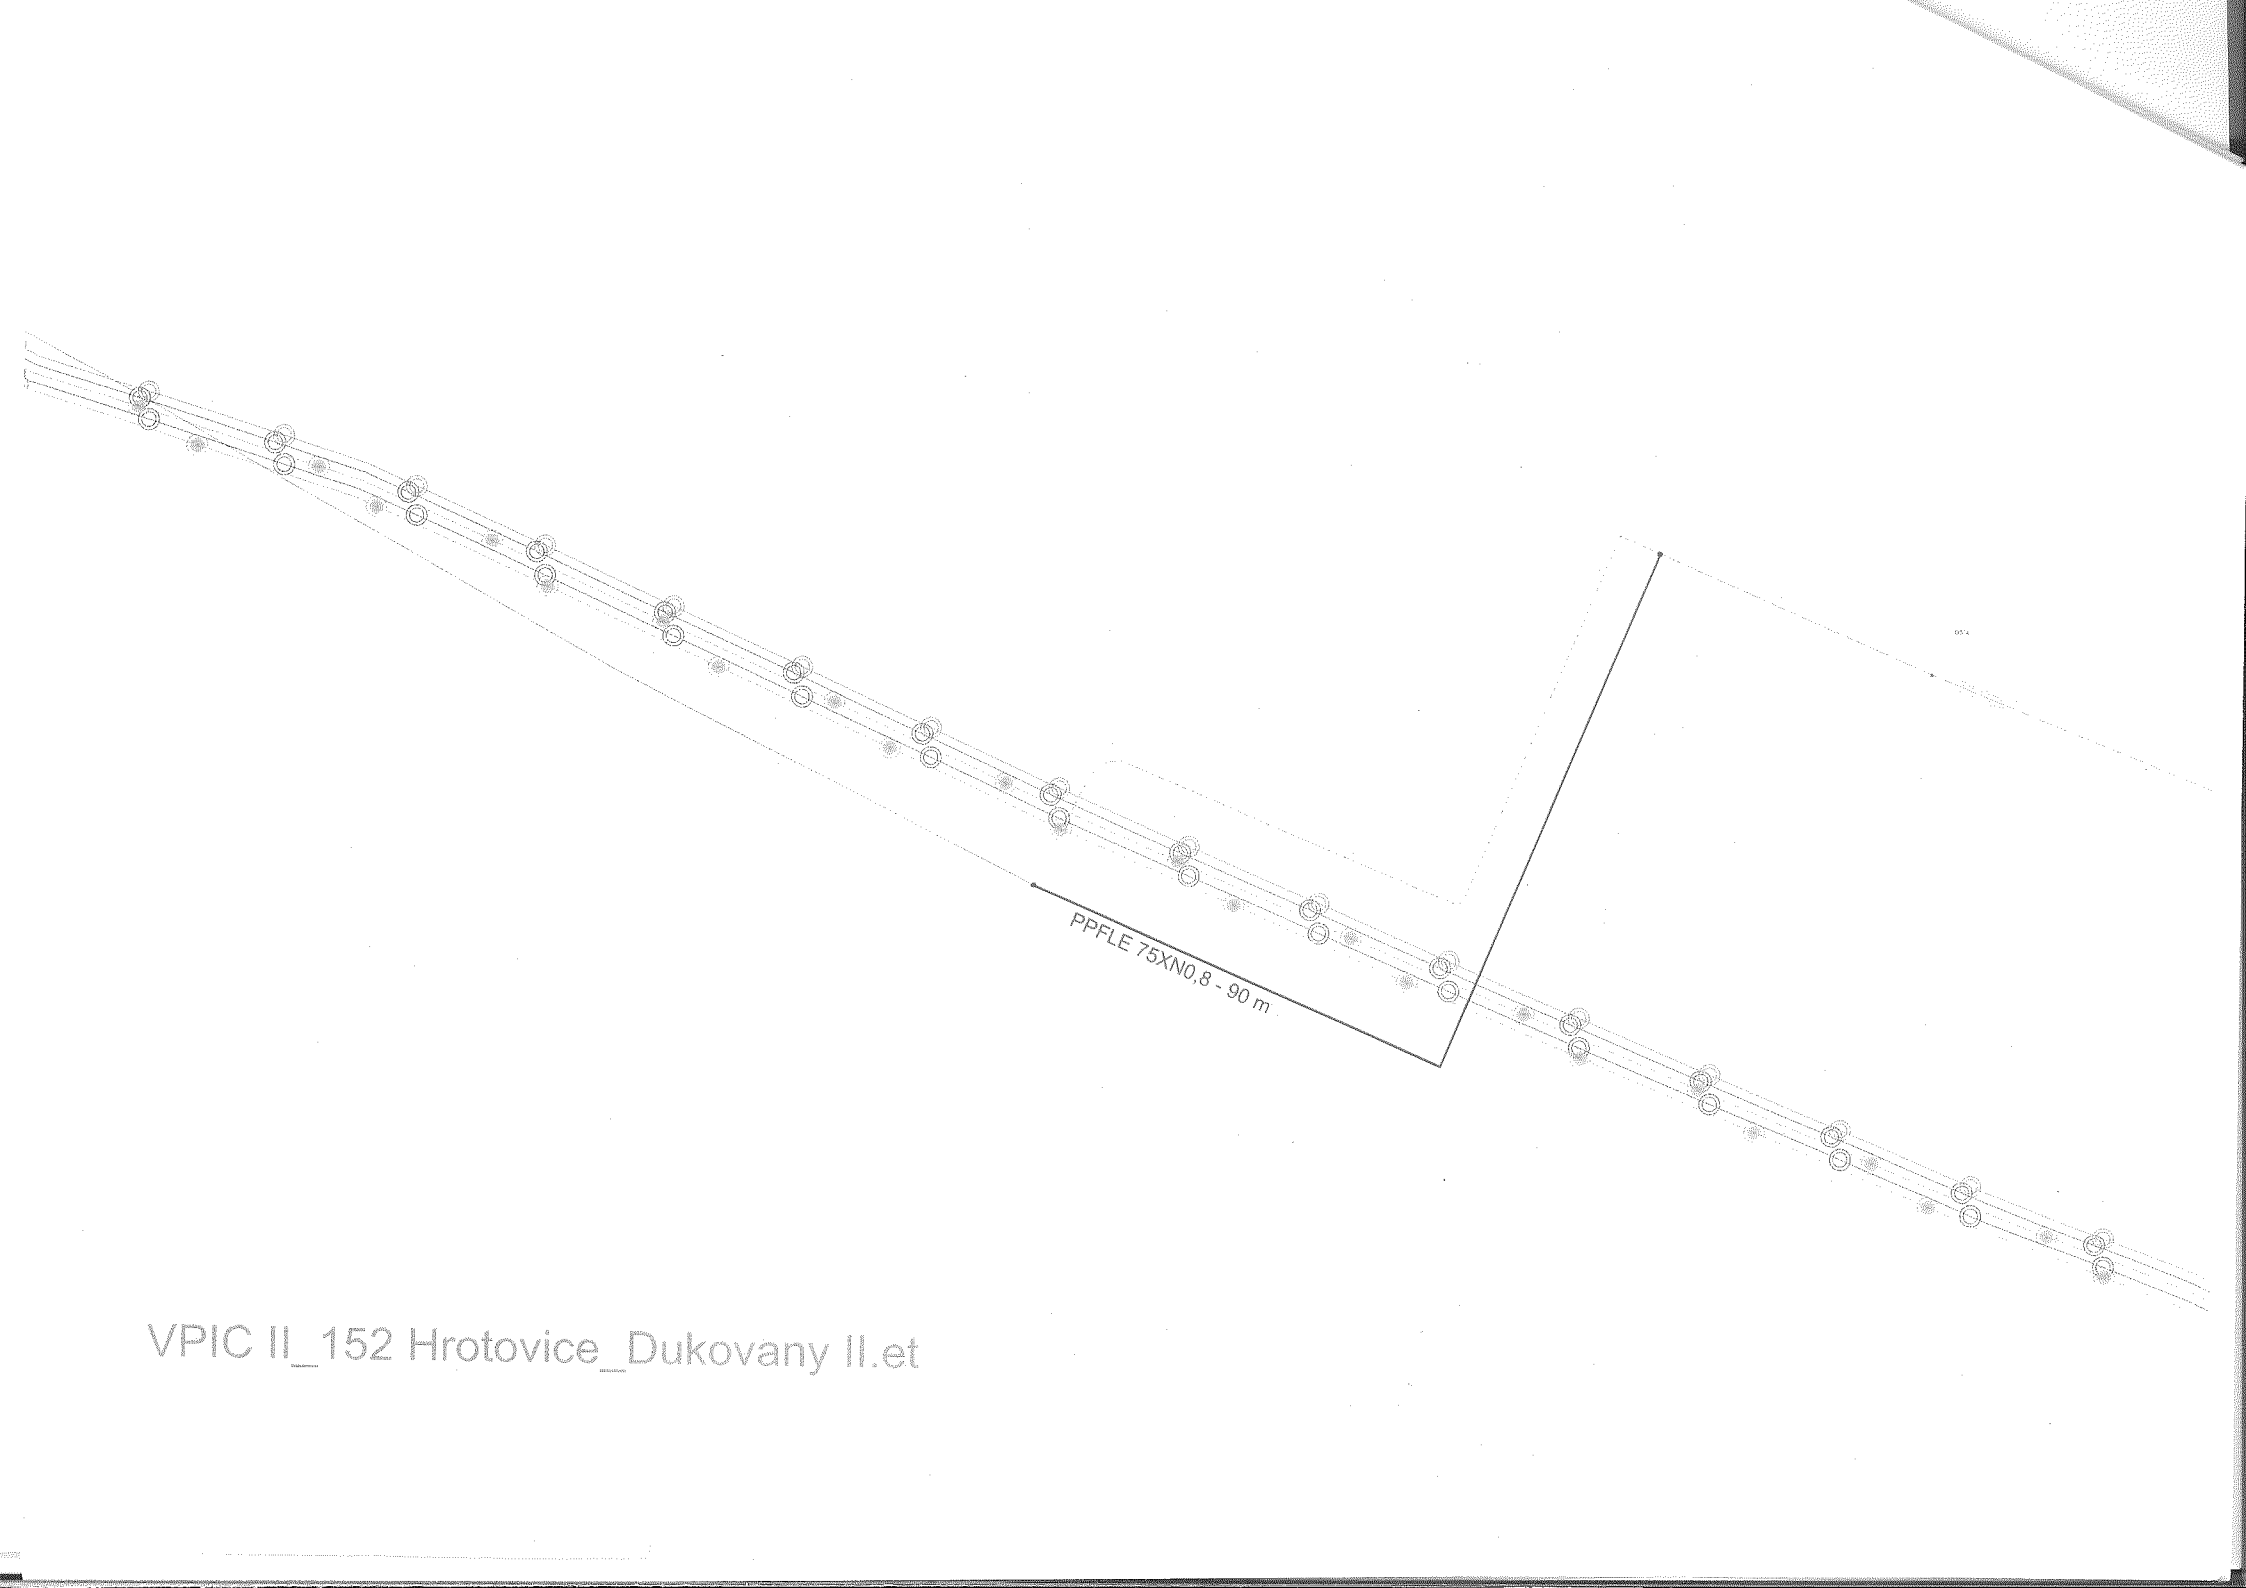 PPFLE 75XN0,8 - 90 m
VPIC II_152 Hrotovice_Dukovany II.et